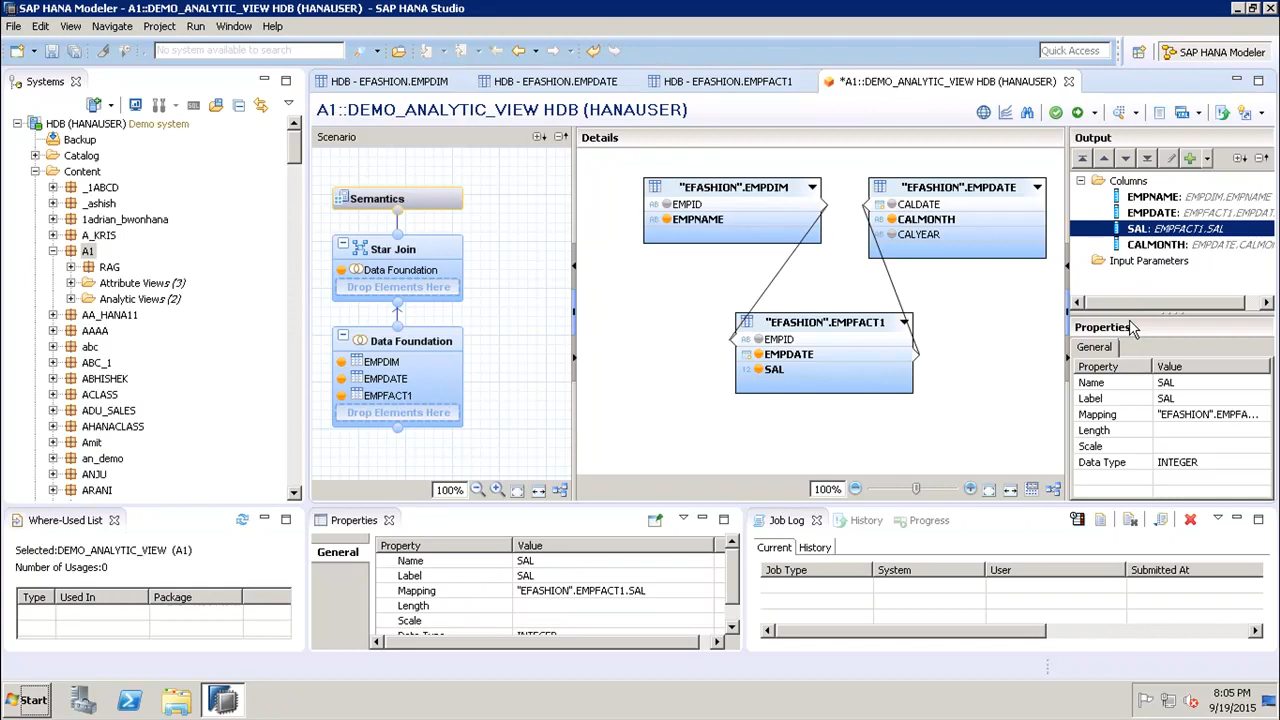 SAP HANA Modeler - A1::DEMO_ANALYTIC_VIEW HDB (HANAUSER) - SAP HANA Studio
File Edit View Navigate Project Run Window Help
No system available to search
Quick Access
SAP HANA Modeler
Systems
HDB (HANAUSER) Demo system
Backup
Catalog
Content
_1ABCD
_ashish
1adrian_bwonhana
A_KRIS
A1
RAG
Attribute Views (3)
Analytic Views (2)
AA_HANA11
AAAA
abc
ABC_1
ABHISHEK
ACLASS
ADU_SALES
AHANACLASS
Amit
an_demo
ANJU
ARANI
HDB - EFASHION.EMPDIM
HDB - EFASHION.EMPDATE
HDB - EFASHION.EMPFACT1
*A1::DEMO_ANALYTIC_VIEW HDB (HANAUSER)
A1::DEMO_ANALYTIC_VIEW HDB (HANAUSER)
Scenario
Semantics
Star Join
Data Foundation
Drop Elements Here
Data Foundation
EMPDIM
EMPDATE
EMPFACT1
Drop Elements Here
100%
Details
"EFASHION".EMPDIM
EMPID
EMPNAME
"EFASHION".EMPDATE
CALDATE
CALMONTH
CALYEAR
"EFASHION".EMPFACT1
EMPID
EMPDATE
SAL
100%
Output
Columns
EMPNAME: EMPDIM.EMPNAME
EMPDATE: EMPFACT1.EMPDAT
SAL: EMPFACT1.SAL
CALMONTH: EMPDATE.CALMO
Input Parameters
Properties
General
Property Value
Name SAL
Label SAL
Mapping "EFASHION".EMPFA...
Length
Scale
Data Type INTEGER
Where-Used List
Selected:DEMO_ANALYTIC_VIEW (A1)
Number of Usages:0
Type Used In Package
Properties
General
Property Value
Name SAL
Label SAL
Mapping "EFASHION".EMPFACT1.SAL
Length
Scale
Data Type INTEGER
Job Log History Progress
Current History
Job Type System User Submitted At
Start
8:05 PM
9/19/2015